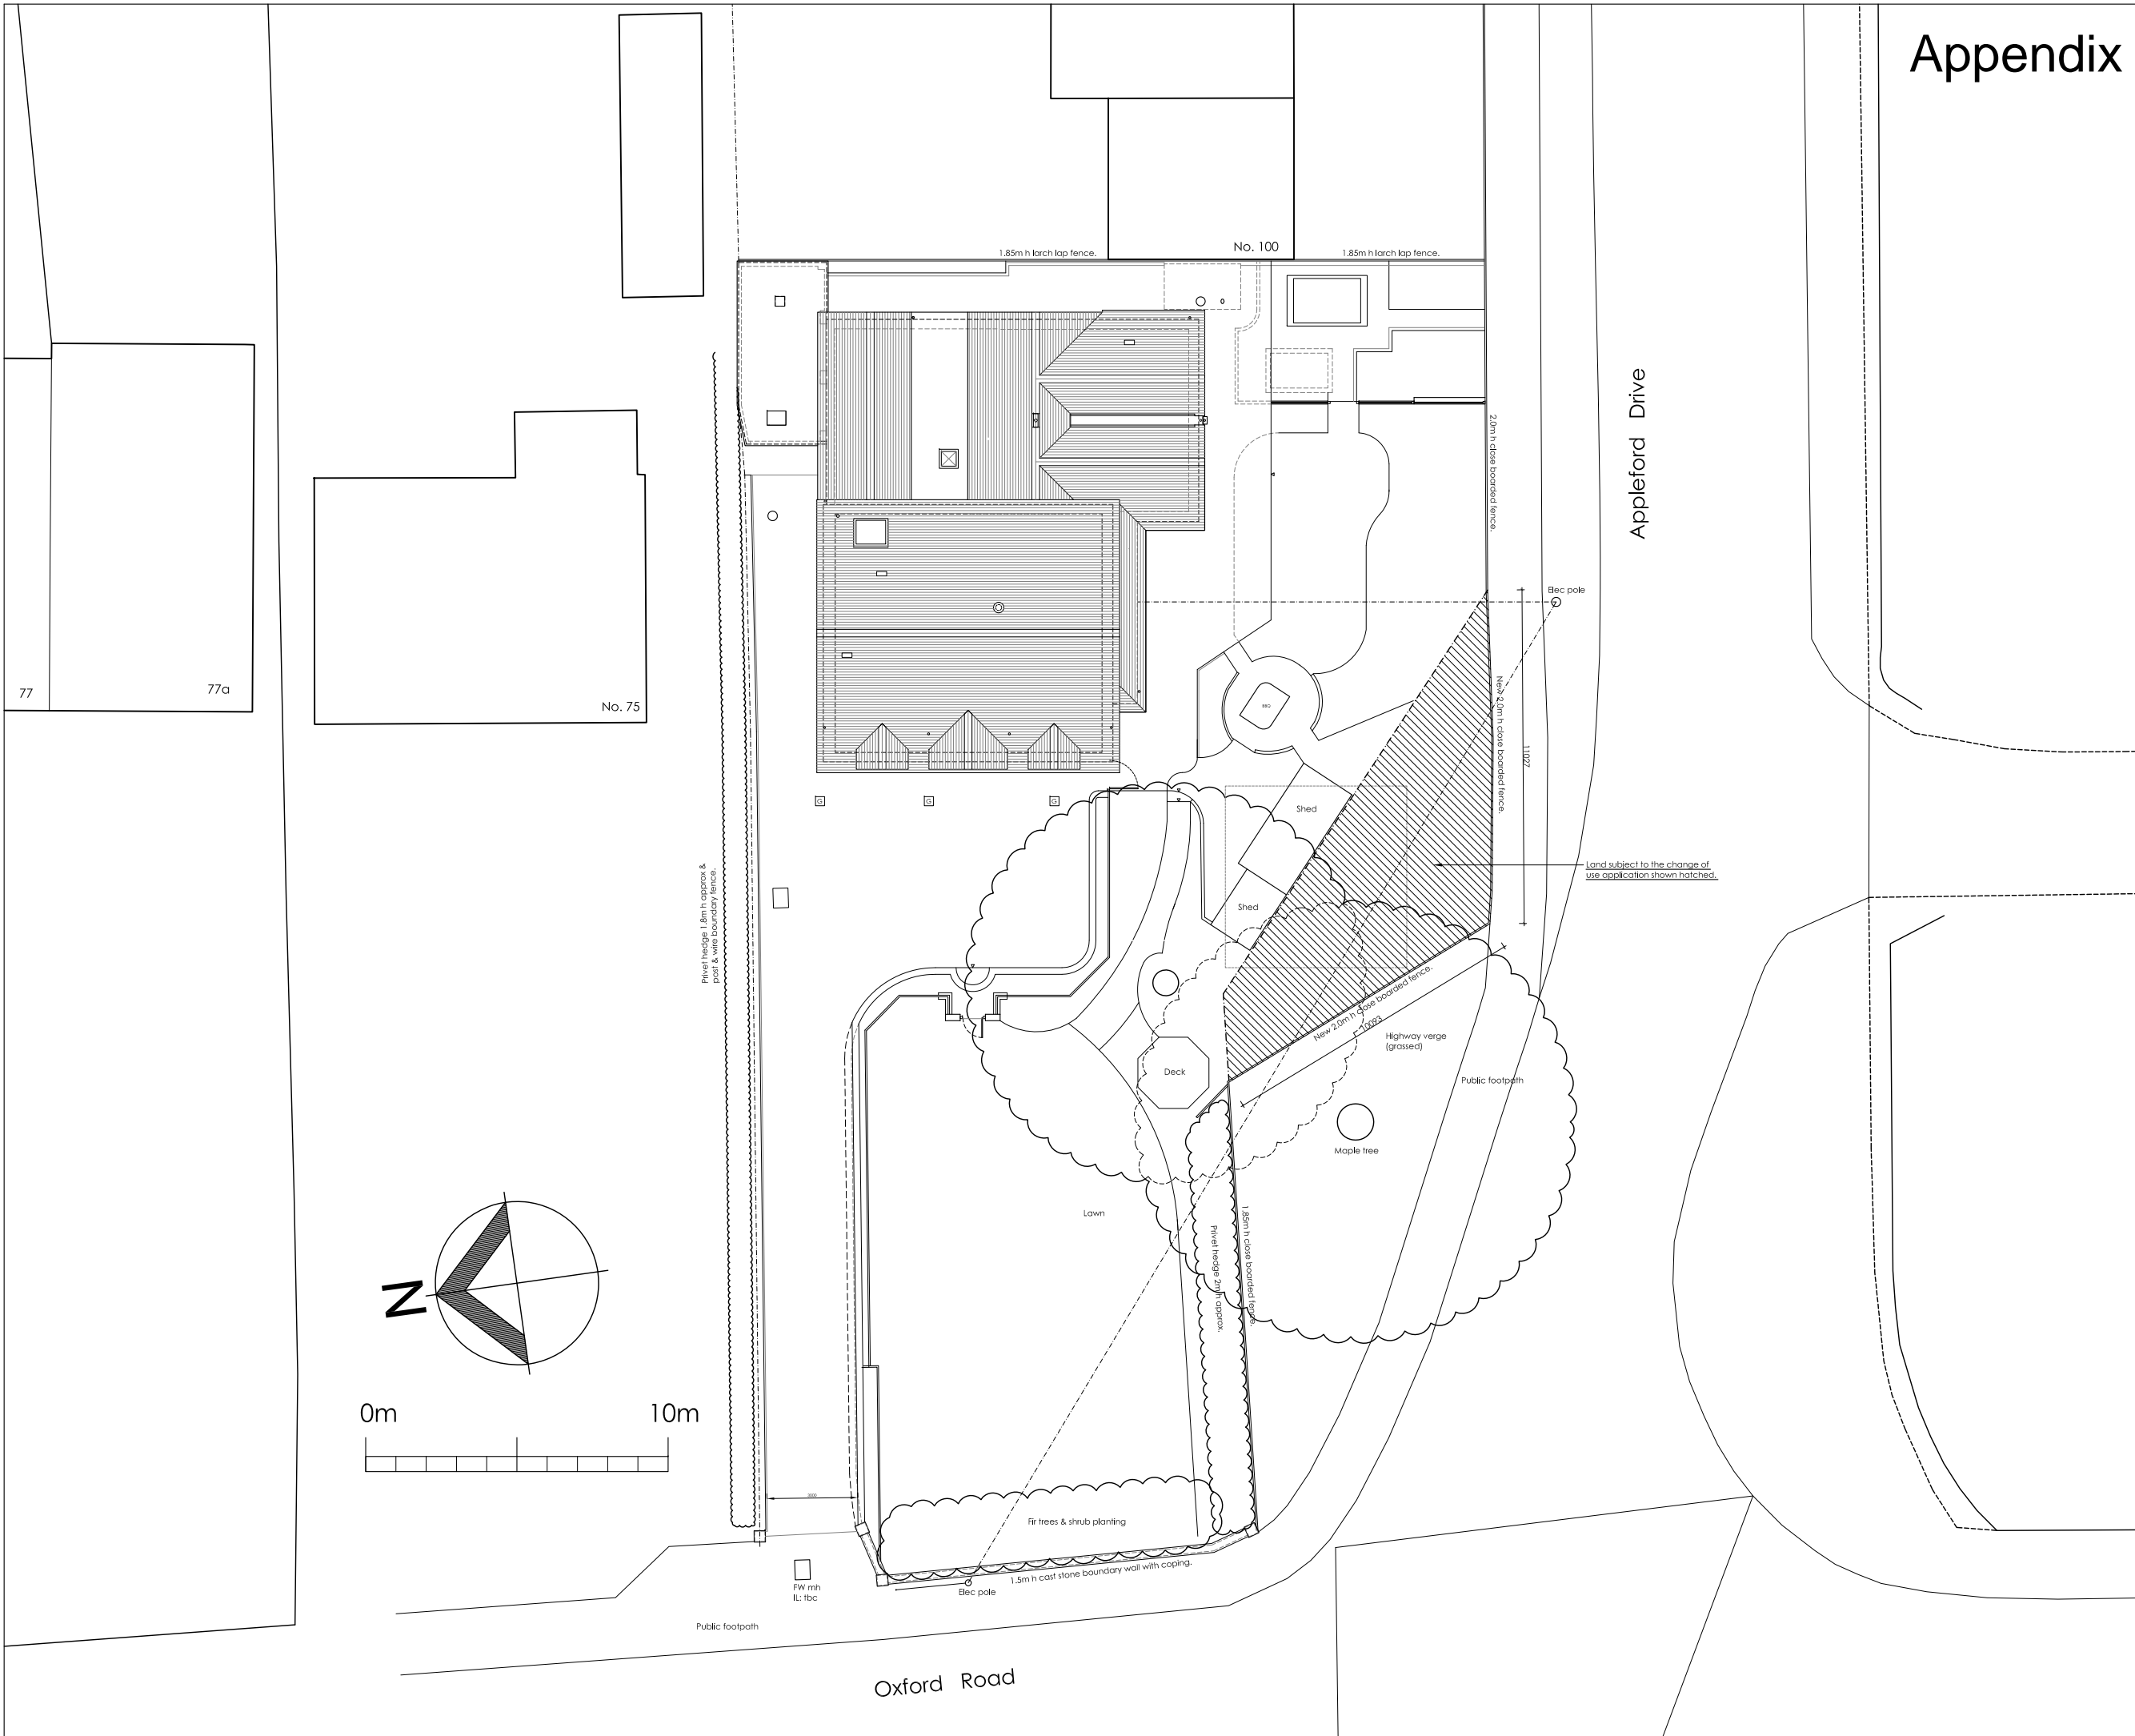 Appendix
1.85m h larch lap fence.
No. 100
1.85m h larch lap fence.
Appleford Drive
2.0m h close boarded fence.
Elec pole
77
77a
No. 75
New 2.0m h close boarded fence.
11027
BBQ
G
G
G
Shed
Shed
Land subject to the change of
use application shown hatched.
Privet hedge 1.8m h approx &
post & wire boundary fence.
New 2.0m h close boarded fence.
10093
Highway verge
(grassed)
Deck
Public footpath
Maple tree
Lawn
Privet hedge 2m h approx.
1.85m h close boarded fence.
N
0m
10m
3000
Fir trees & shrub planting
1.5m h cast stone boundary wall with coping.
FW mh
IL: tbc
Elec pole
Public footpath
Oxford Road